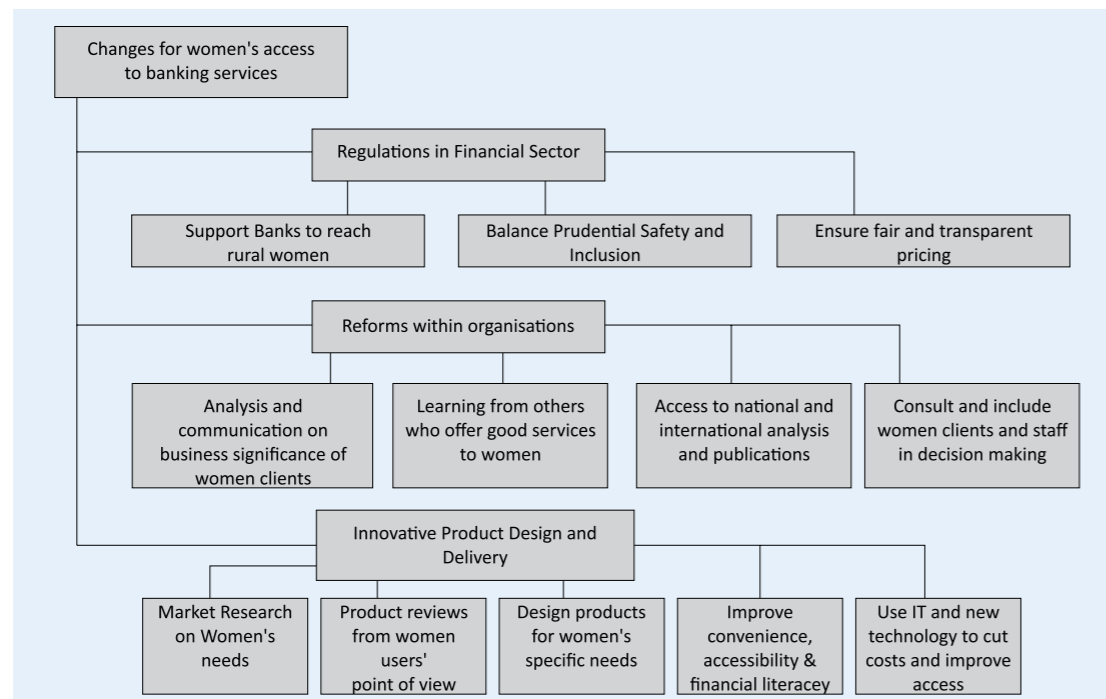 Changes for women's access
to banking services
Regulations in Financial Sector
Support Banks to reach
rural women
Balance Prudential Safety and
Inclusion
Ensure fair and transparent
pricing
Reforms within organisations
Analysis and
communication on
business significance of
women clients
Learning from others
who offer good services
to women
Access to national and
international analysis
and publications
Consult and include
women clients and staff
in decision making
Innovative Product Design and
Delivery
Market Research
on Women's
needs
Product reviews
from women
users'
point of view
Design products
for women's
specific needs
Improve
convenience,
accessibility &
financial literacey
Use IT and new
technology to cut
costs and improve
access